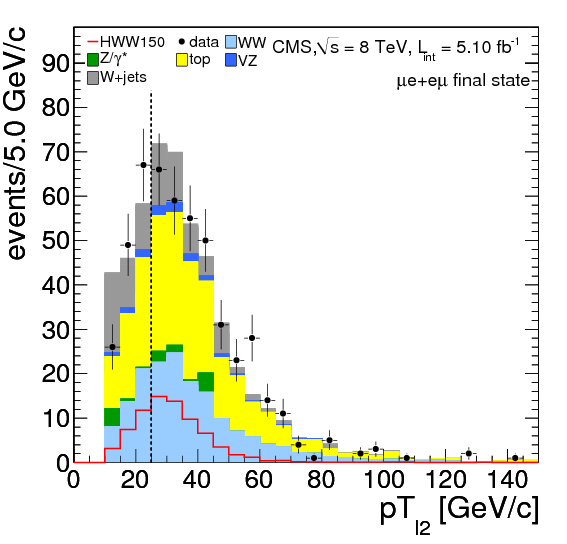 HWW150 data WW CMS,√s = 8 TeV, L_int = 5.10 fb⁻¹
Z/γ* top VZ
W+jets μe+eμ final state
events/5.0 GeV/c
90
80
70
60
50
40
30
20
10
0
0 20 40 60 80 100 120 140
pT_l2 [GeV/c]